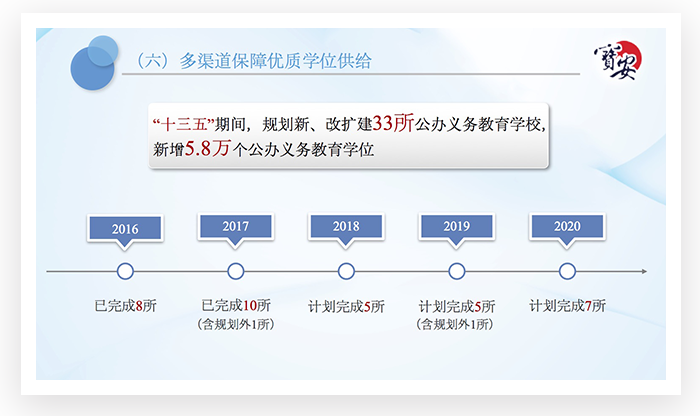 （六）多渠道保障优质学位供给
寶安
“十三五”期间，规划新、改扩建33所公办义务教育学校，
新增5.8万个公办义务教育学位
2016
2017
2018
2019
2020
已完成8所
已完成10所
（含规划外1所）
计划完成5所
计划完成5所
（含规划外1所）
计划完成7所